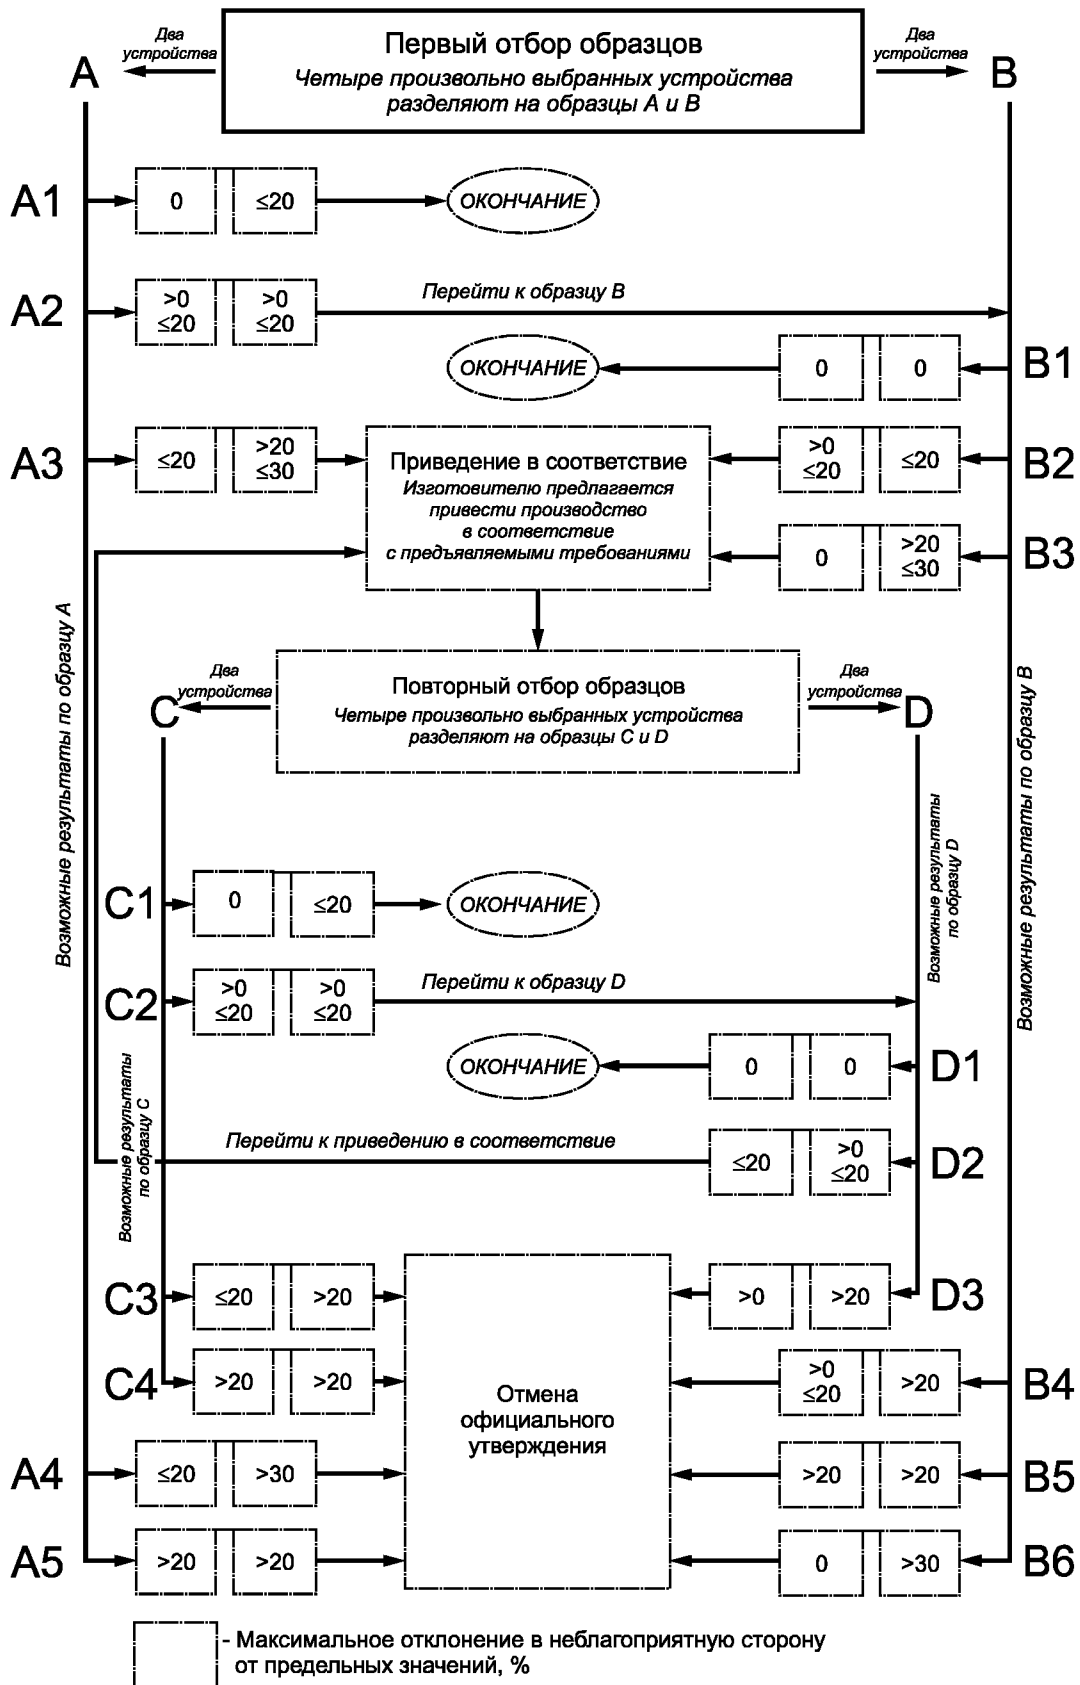 Два
устройства
Первый отбор образцов
Четыре произвольно выбранных устройства
разделяют на образцы А и В
Два
устройства
A
B
A1
0
≤20
ОКОНЧАНИЕ
A2
>0
≤20
>0
≤20
Перейти к образцу В
ОКОНЧАНИЕ
0
0
B1
A3
≤20
>20
≤30
Приведение в соответствие
Изготовителю предлагается
привести производство
в соответствие
с предъявляемыми требованиями
>0
≤20
≤20
B2
0
>20
≤30
B3
Возможные результаты по образцу А
Возможные результаты по образцу В
Два
устройства
C
Повторный отбор образцов
Четыре произвольно выбранных устройства
разделяют на образцы С и D
Два
устройства
D
Возможные результаты
по образцу D
C1
0
≤20
ОКОНЧАНИЕ
C2
>0
≤20
>0
≤20
Перейти к образцу D
ОКОНЧАНИЕ
0
0
D1
Возможные результаты
по образцу С
Перейти к приведению в соответствие
≤20
>0
≤20
D2
C3
≤20
>20
>0
>20
D3
C4
>20
>20
Отмена
официального
утверждения
>0
≤20
>20
B4
A4
≤20
>30
>20
>20
B5
A5
>20
>20
0
>30
B6
- Максимальное отклонение в неблагоприятную сторону
от предельных значений, %